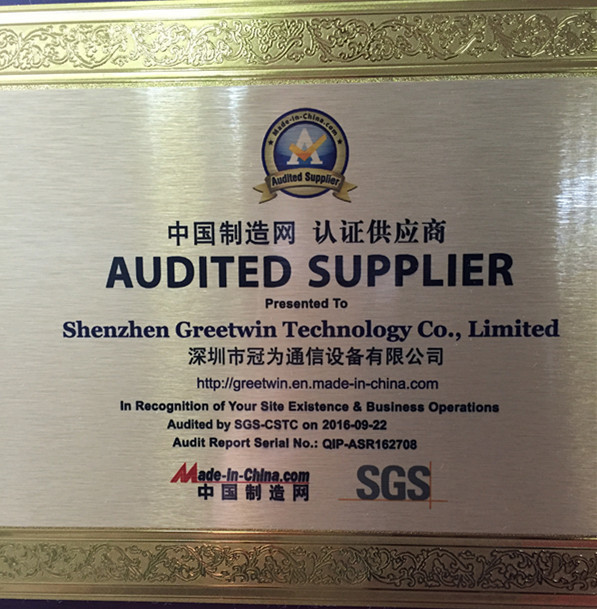 Made-in-China.com
A
Audited Supplier
中国制造网 认证供应商
AUDITED SUPPLIER
Presented To
Shenzhen Greetwin Technology Co., Limited
深圳市冠为通信设备有限公司
http://greetwin.en.made-in-china.com
In Recognition of Your Site Existence & Business Operations
Audited by SGS-CSTC on 2016-09-22
Audit Report Serial No.: QIP-ASR162708
Made-in-China.com
中国制造网
SGS